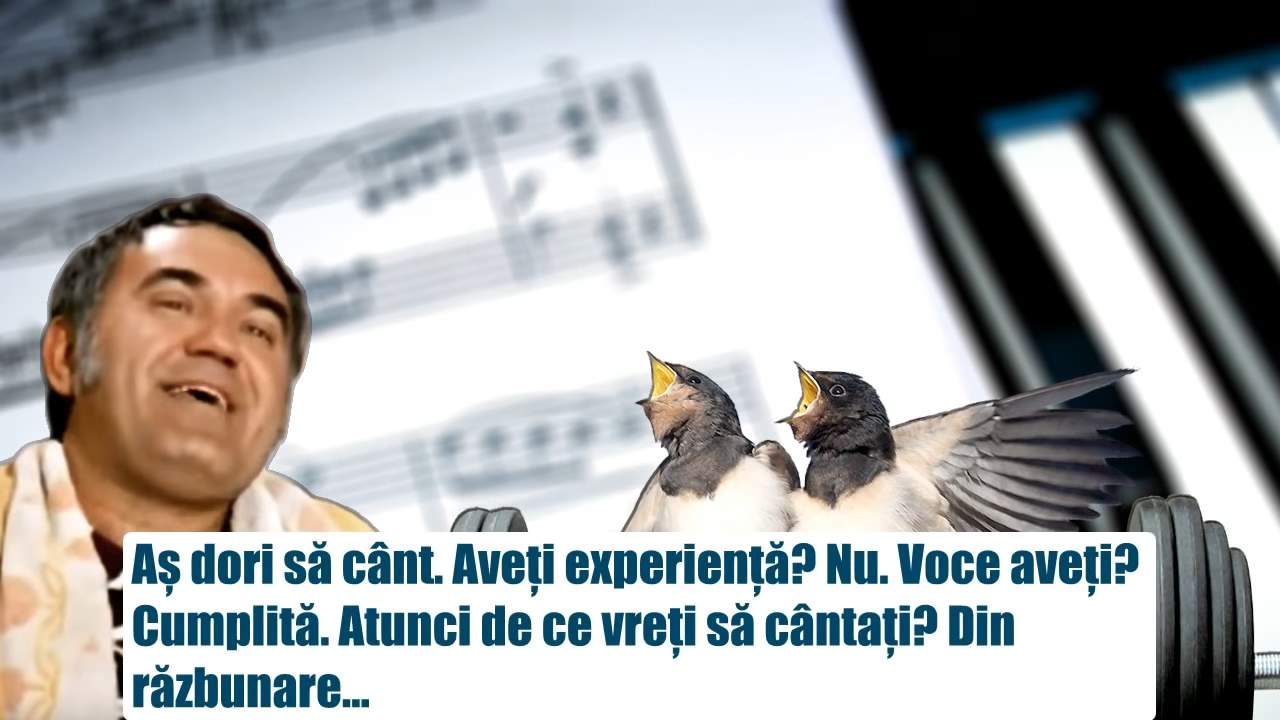 Aș dori să cânt. Aveți experiență? Nu. Voce aveți?
Cumplită. Atunci de ce vreți să cântați? Din
răzbunare...